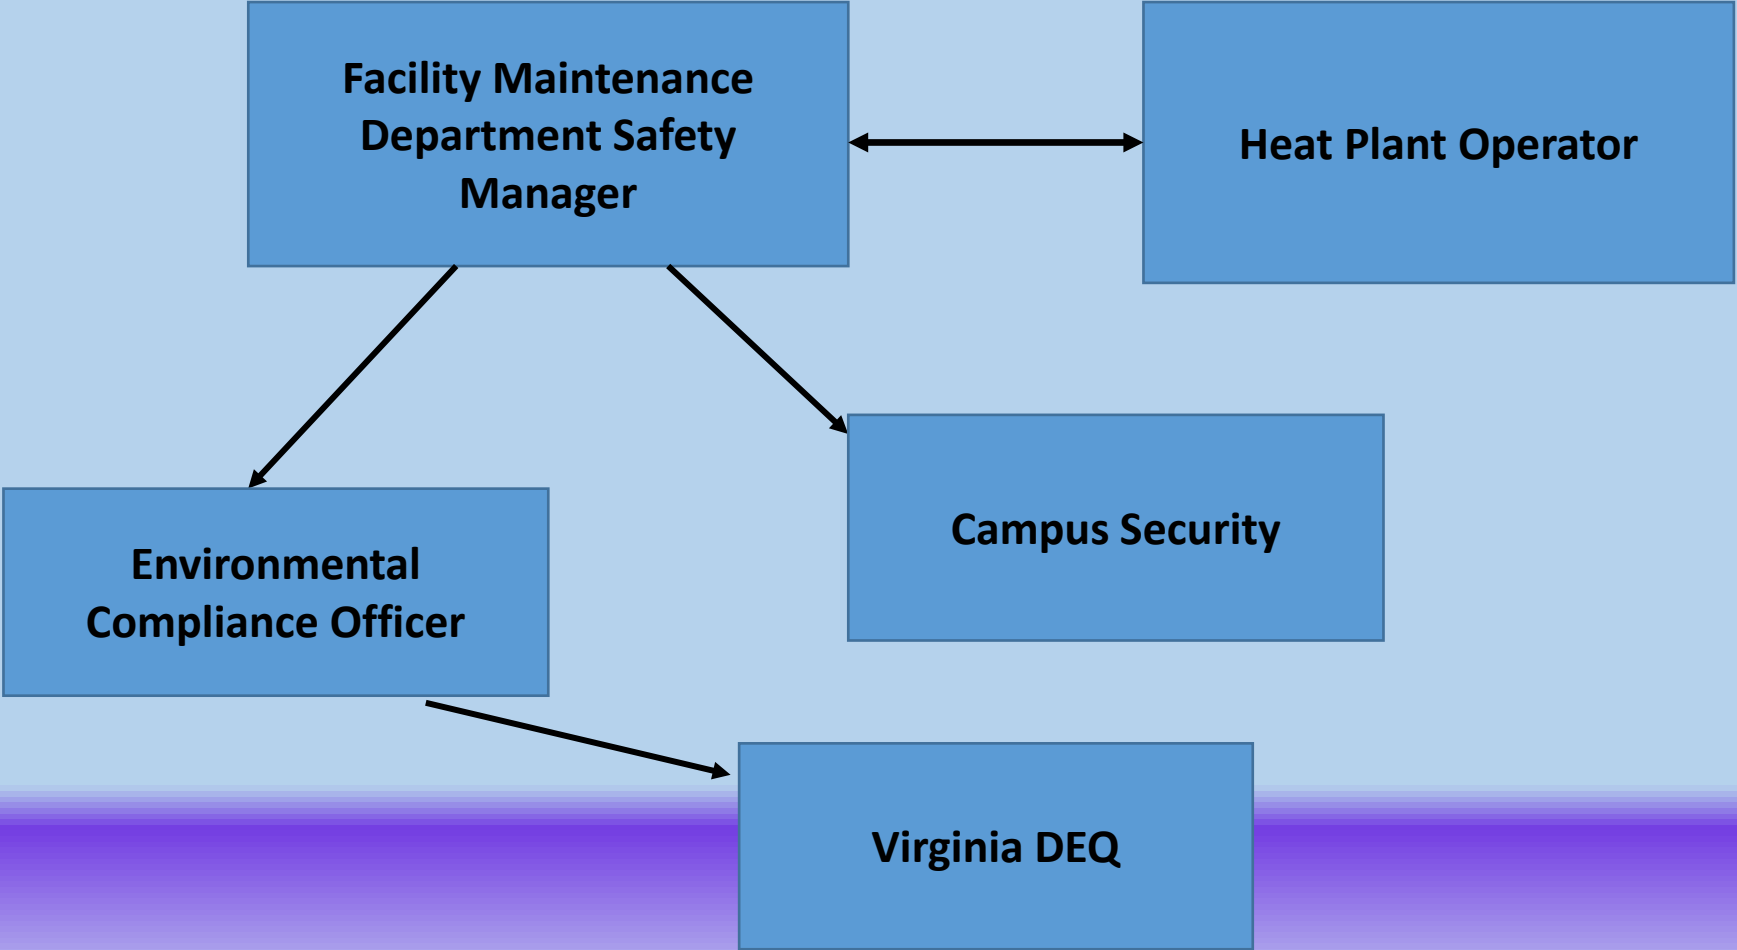 Facility Maintenance
Department Safety
Manager
Heat Plant Operator
Campus Security
Environmental
Compliance Officer
Virginia DEQ